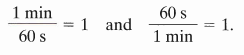 1 min / 60 s = 1 and 60 s / 1 min = 1.